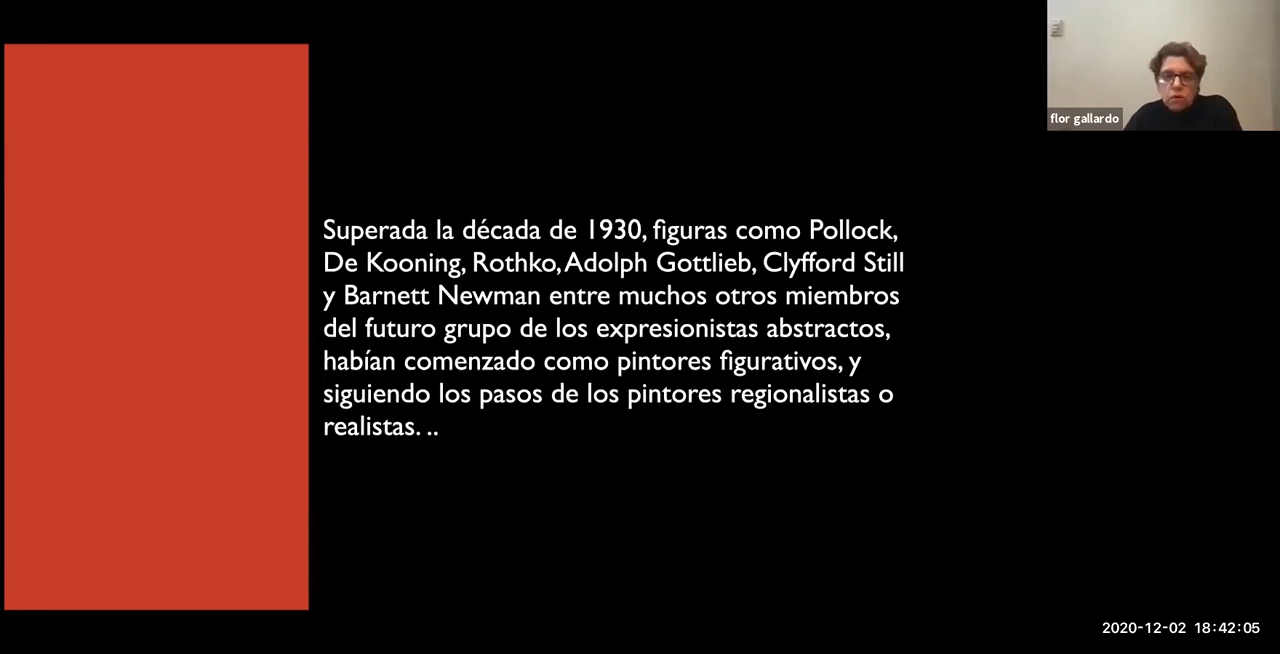 flor gallardo
Superada la década de 1930, figuras como Pollock,
De Kooning, Rothko, Adolph Gottlieb, Clyfford Still
y Barnett Newman entre muchos otros miembros
del futuro grupo de los expresionistas abstractos,
habían comenzado como pintores figurativos, y
siguiendo los pasos de los pintores regionalistas o
realistas. ..
2020-12-02 18:42:05